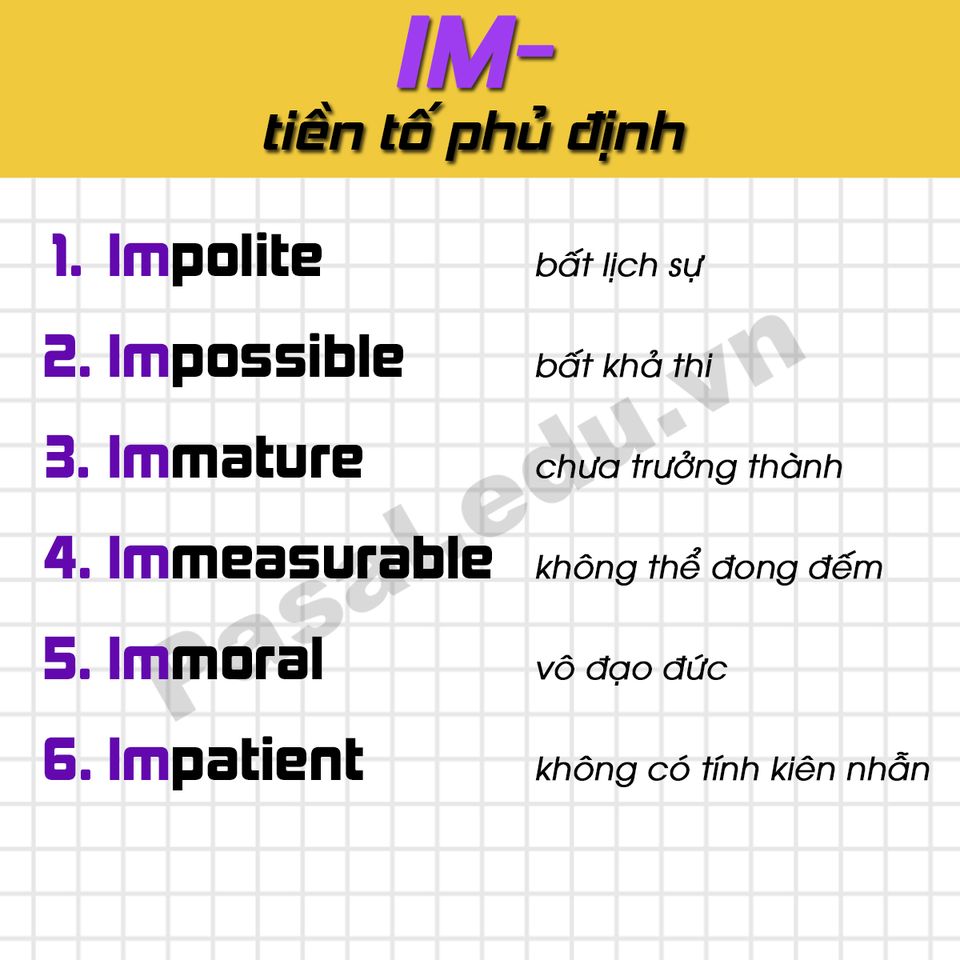 IM-
tiền tố phủ định
1. Impolite bất lịch sự
2. Impossible bất khả thi
3. Immature chưa trưởng thành
4. Immeasurable không thể đong đếm
5. Immoral vô đạo đức
6. Impatient không có tính kiên nhẫn
Pasal.edu.vn